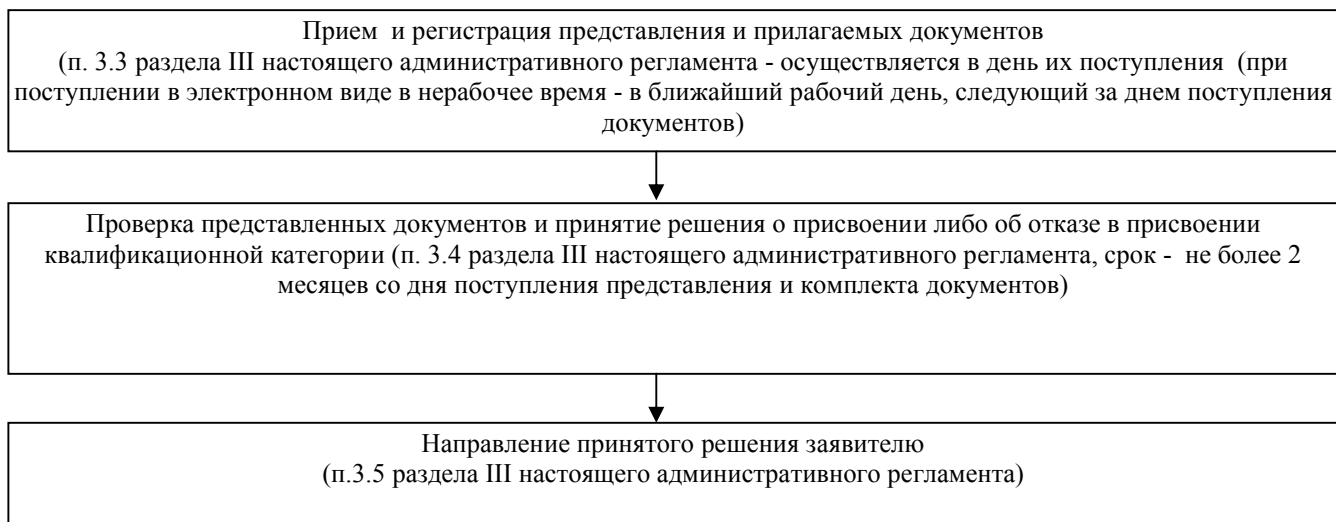 Прием  и регистрация представления и прилагаемых документов
(п. 3.3 раздела III настоящего административного регламента - осуществляется в день их поступления  (при
поступлении в электронном виде в нерабочее время - в ближайший рабочий день, следующий за днем поступления
документов)
Проверка представленных документов и принятие решения о присвоении либо об отказе в присвоении
квалификационной категории (п. 3.4 раздела III настоящего административного регламента, срок -  не более 2
месяцев со дня поступления представления и комплекта документов)
Направление принятого решения заявителю
(п.3.5 раздела III настоящего административного регламента)